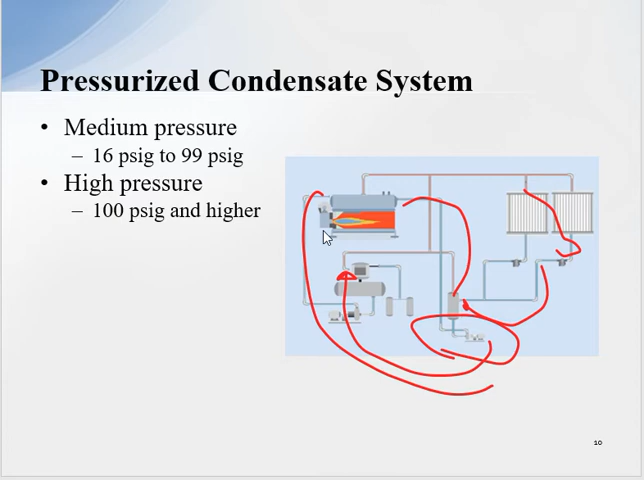 Pressurized Condensate System
• Medium pressure
– 16 psig to 99 psig
• High pressure
– 100 psig and higher
10